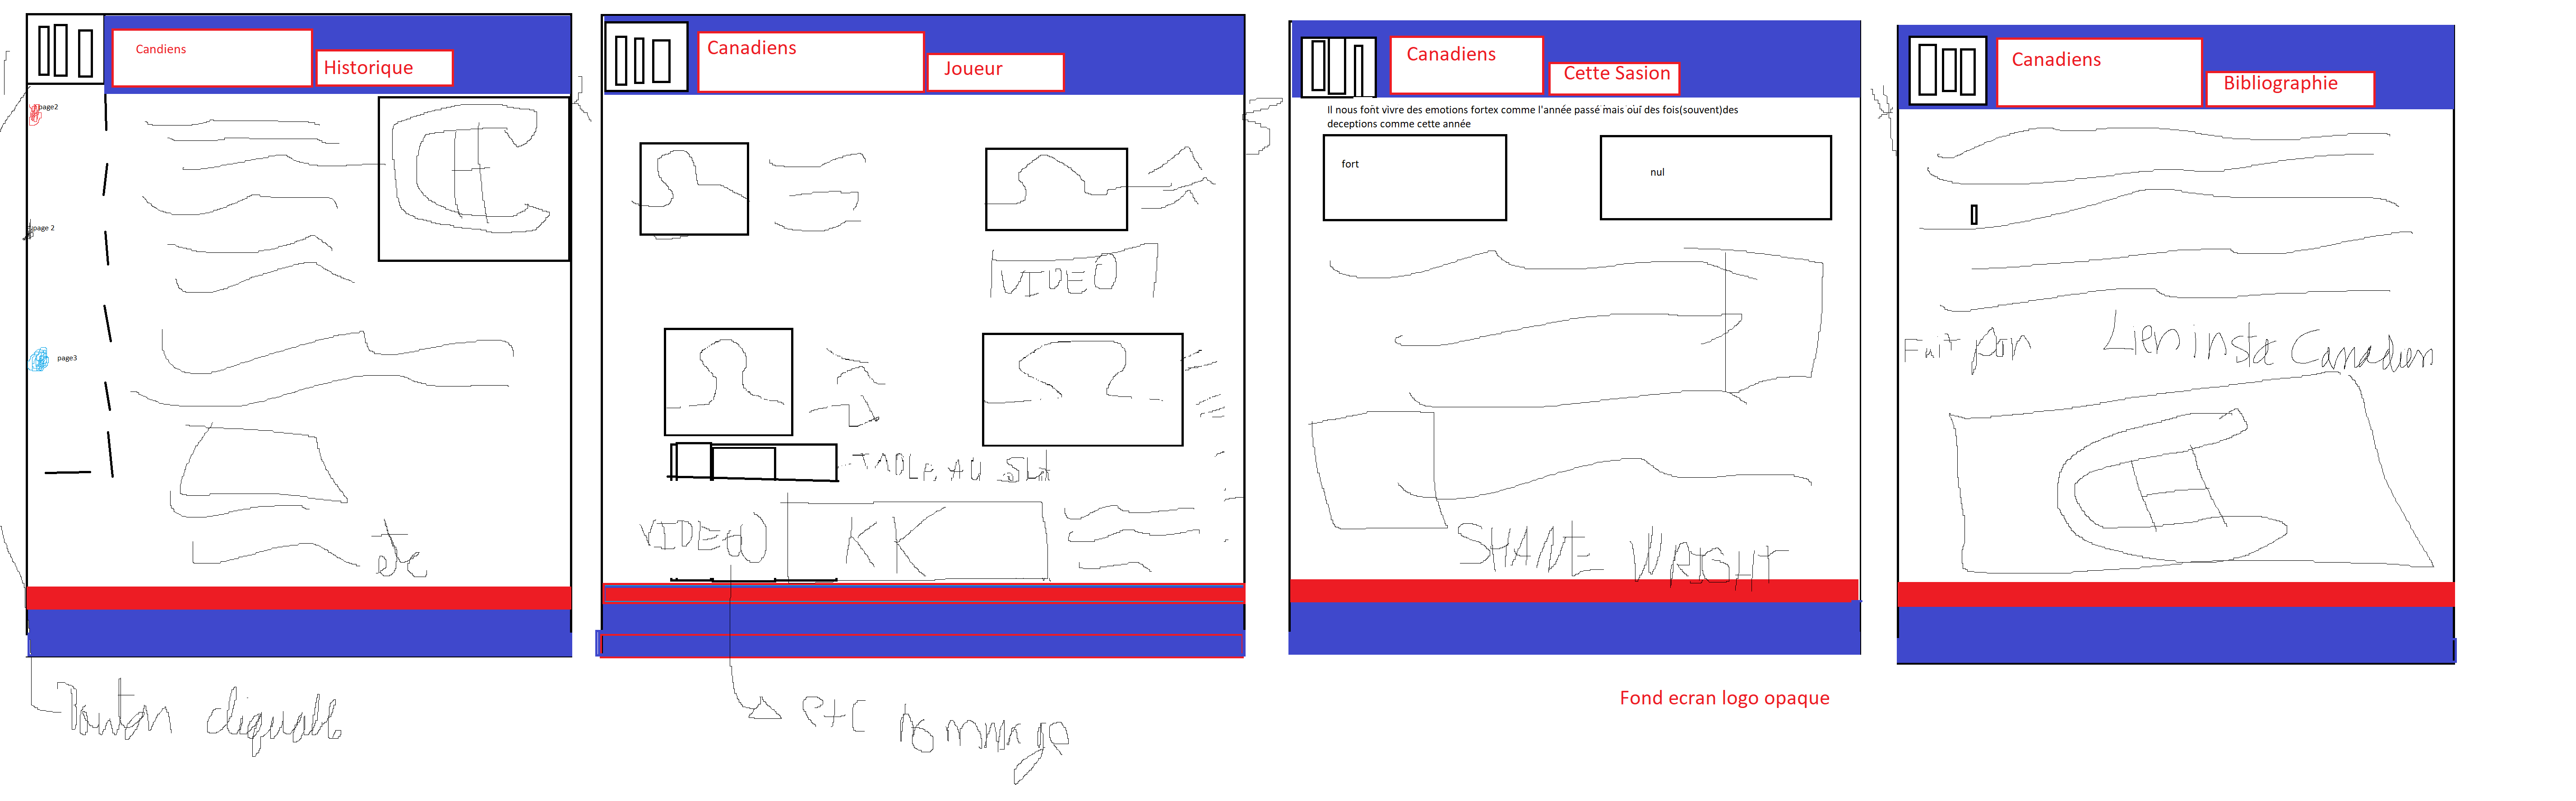 Candiens
Historique
page2
page 2
page3
etc
Bouton cliquable
Canadiens
Joueur
VIDEO
TABLEAU Stat
VIDEO
KK
etc hommage
Canadiens
Cette Sasion
Il nous font vivre des emotions fortex comme l'année passé mais ouï des fois(souvent)des
deceptions comme cette année
fort
nul
SHANE WRIGHT
Fond ecran logo opaque
Canadiens
Bibliographie
Fait par
Lien insta Canadien